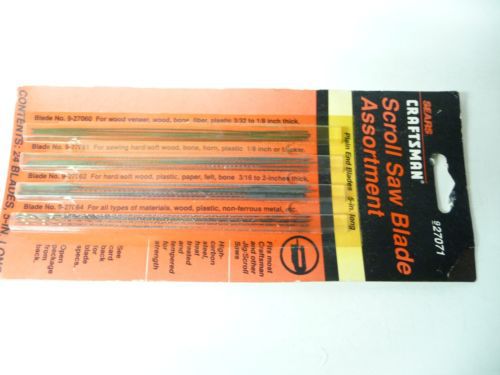 SEARS
CRAFTSMAN
Scroll Saw Blade
Assortment
927071
Plain End Blades 5-in. long.
Blade No. 9-27060 For wood veneer, wood, bone, fiber, plastic 3/32 to 1/8 inch thick.
For sawing hard/soft wood, bone, horn, plastic 1/8 inch or thicker.
For hard/soft wood, plastic, paper, felt, bone 3/16 to 2-inches thick.
Blade No. 9-27064 For all types of materials, wood, plastic, non-ferrous metal, etc.
Fits most
Craftsman
and other
Jig/Scroll
Saws
High-
carbon
steel,
heat
treated
and
tempered
for
strength
See
card
back
for
blade
specs.
Open
package
from
back.
CONTENTS: 24 BLADES, 5-IN.